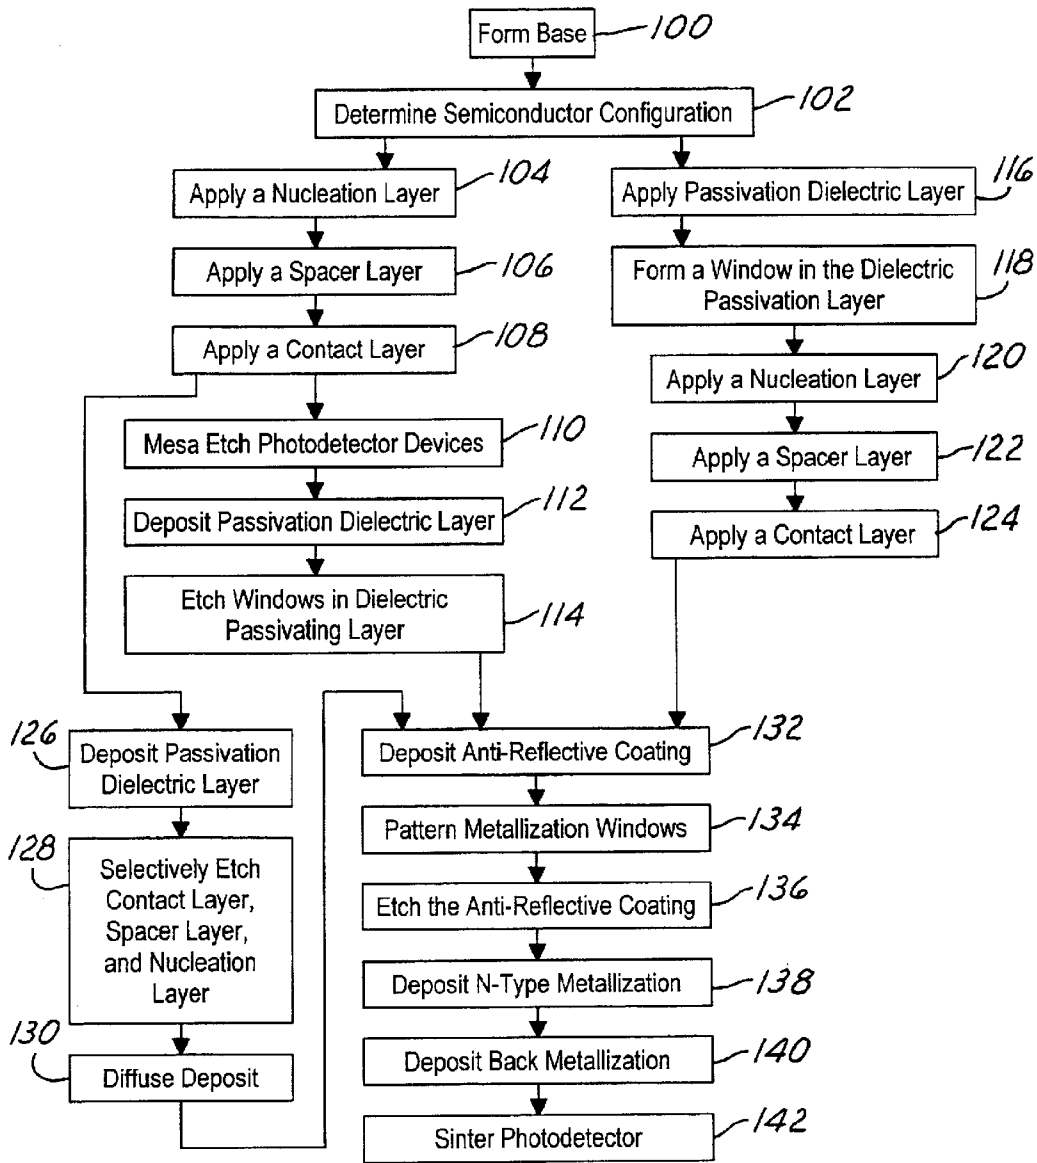 Form Base
100
Determine Semiconductor Configuration
102
Apply a Nucleation Layer
104
Apply a Spacer Layer
106
Apply a Contact Layer
108
Mesa Etch Photodetector Devices
110
Deposit Passivation Dielectric Layer
112
Etch Windows in Dielectric
Passivating Layer
114
Apply Passivation Dielectric Layer
116
Form a Window in the Dielectric
Passivation Layer
118
Apply a Nucleation Layer
120
Apply a Spacer Layer
122
Apply a Contact Layer
124
126
Deposit Passivation
Dielectric Layer
128
Selectively Etch
Contact Layer,
Spacer Layer,
and Nucleation
Layer
130
Diffuse Deposit
Deposit Anti-Reflective Coating
132
Pattern Metallization Windows
134
Etch the Anti-Reflective Coating
136
Deposit N-Type Metallization
138
Deposit Back Metallization
140
Sinter Photodetector
142